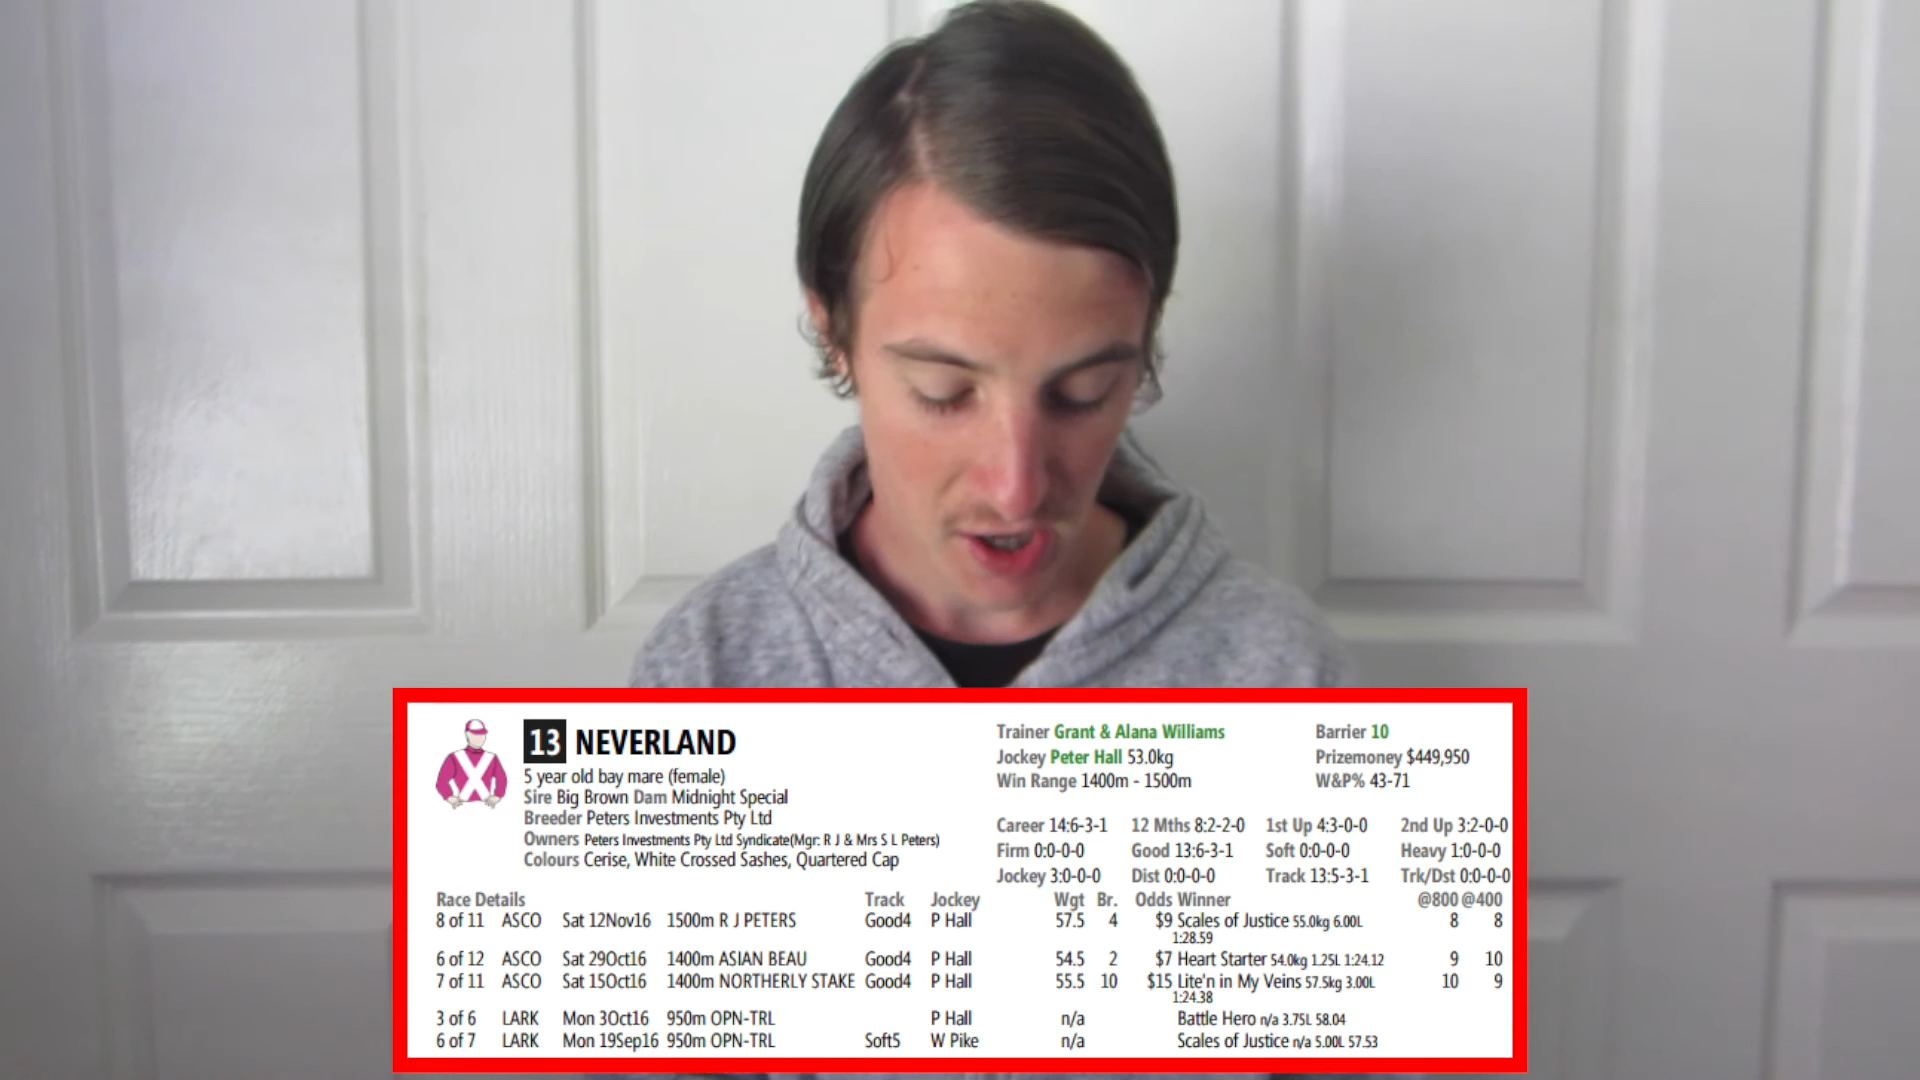 13 NEVERLAND
5 year old bay mare (female)
Sire Big Brown Dam Midnight Special
Breeder Peters Investments Pty Ltd
Owners Peters Investments Pty Ltd Syndicate(Mgr: R J & Mrs S L Peters)
Colours Cerise, White Crossed Sashes, Quartered Cap
Trainer Grant & Alana Williams
Jockey Peter Hall 53.0kg
Win Range 1400m - 1500m
Barrier 10
Prizemoney $449,950
W&P% 43-71
Career 14:6-3-1 12 Mths 8:2-2-0 1st Up 4:3-0-0 2nd Up 3:2-0-0
Firm 0:0-0-0 Good 13:6-3-1 Soft 0:0-0-0 Heavy 1:0-0-0
Jockey 3:0-0-0 Dist 0:0-0-0 Track 13:5-3-1 Trk/Dst 0:0-0-0
Race Details Track Jockey Wgt Br. Odds Winner @800 @400
8 of 11 ASCO Sat 12Nov16 1500m R J PETERS Good4 P Hall 57.5 4 $9 Scales of Justice 55.0kg 6.00L 8 8
1:28.59
6 of 12 ASCO Sat 29Oct16 1400m ASIAN BEAU Good4 P Hall 54.5 2 $7 Heart Starter 54.0kg 1.25L 1:24.12 9 10
7 of 11 ASCO Sat 15Oct16 1400m NORTHERLY STAKE Good4 P Hall 55.5 10 $15 Lite'n in My Veins 57.5kg 3.00L 10 9
1:24.38
3 of 6 LARK Mon 3Oct16 950m OPN-TRL P Hall n/a Battle Hero n/a 3.75L 58.04
6 of 7 LARK Mon 19Sep16 950m OPN-TRL Soft5 W Pike n/a Scales of Justice n/a 5.00L 57.53